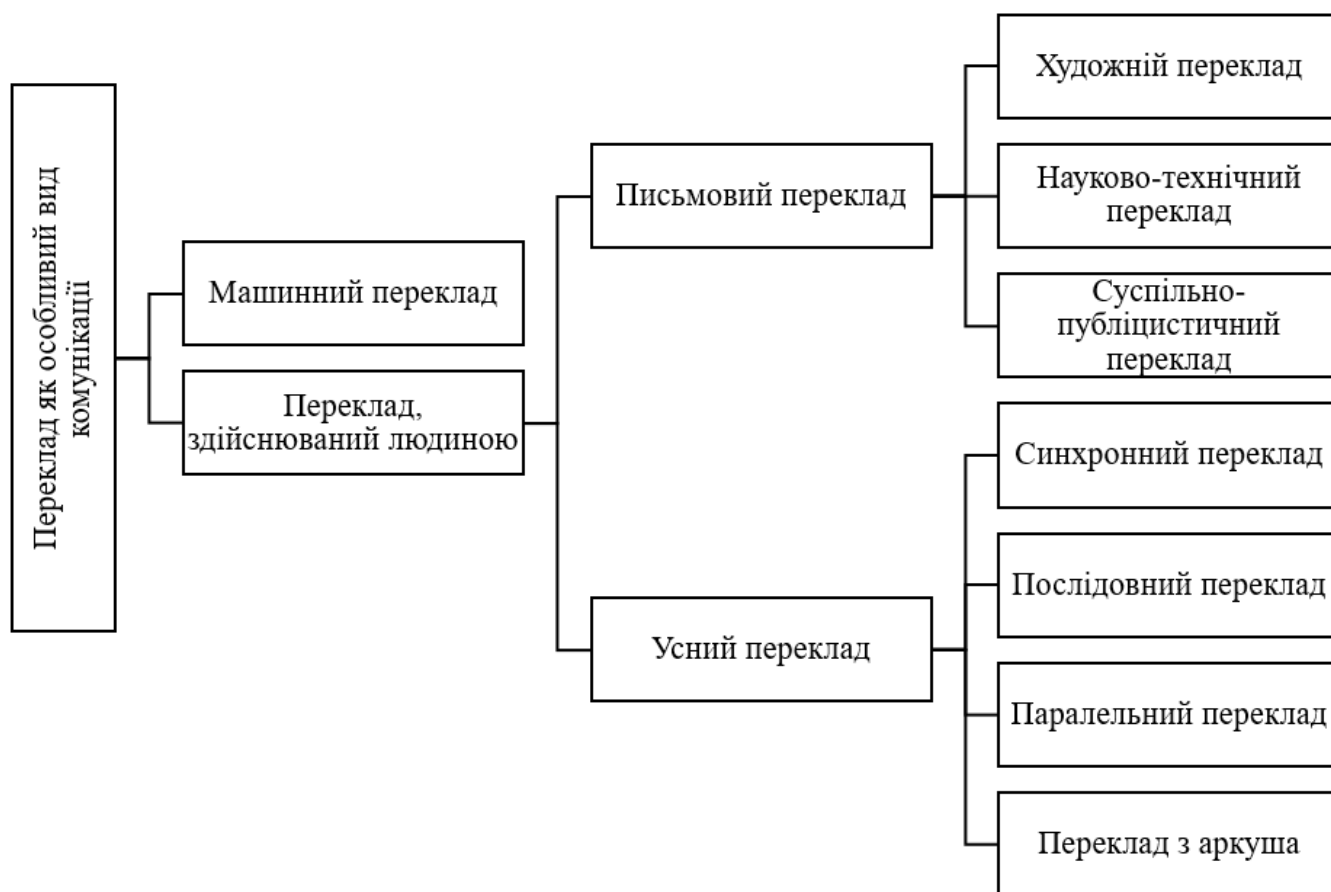 Переклад як особливий вид
комунікації
Машинний переклад
Переклад,
здійснюваний людиною
Письмовий переклад
Усний переклад
Художній переклад
Науково-технічний
переклад
Суспільно-
публіцистичний
переклад
Синхронний переклад
Послідовний переклад
Паралельний переклад
Переклад з аркуша